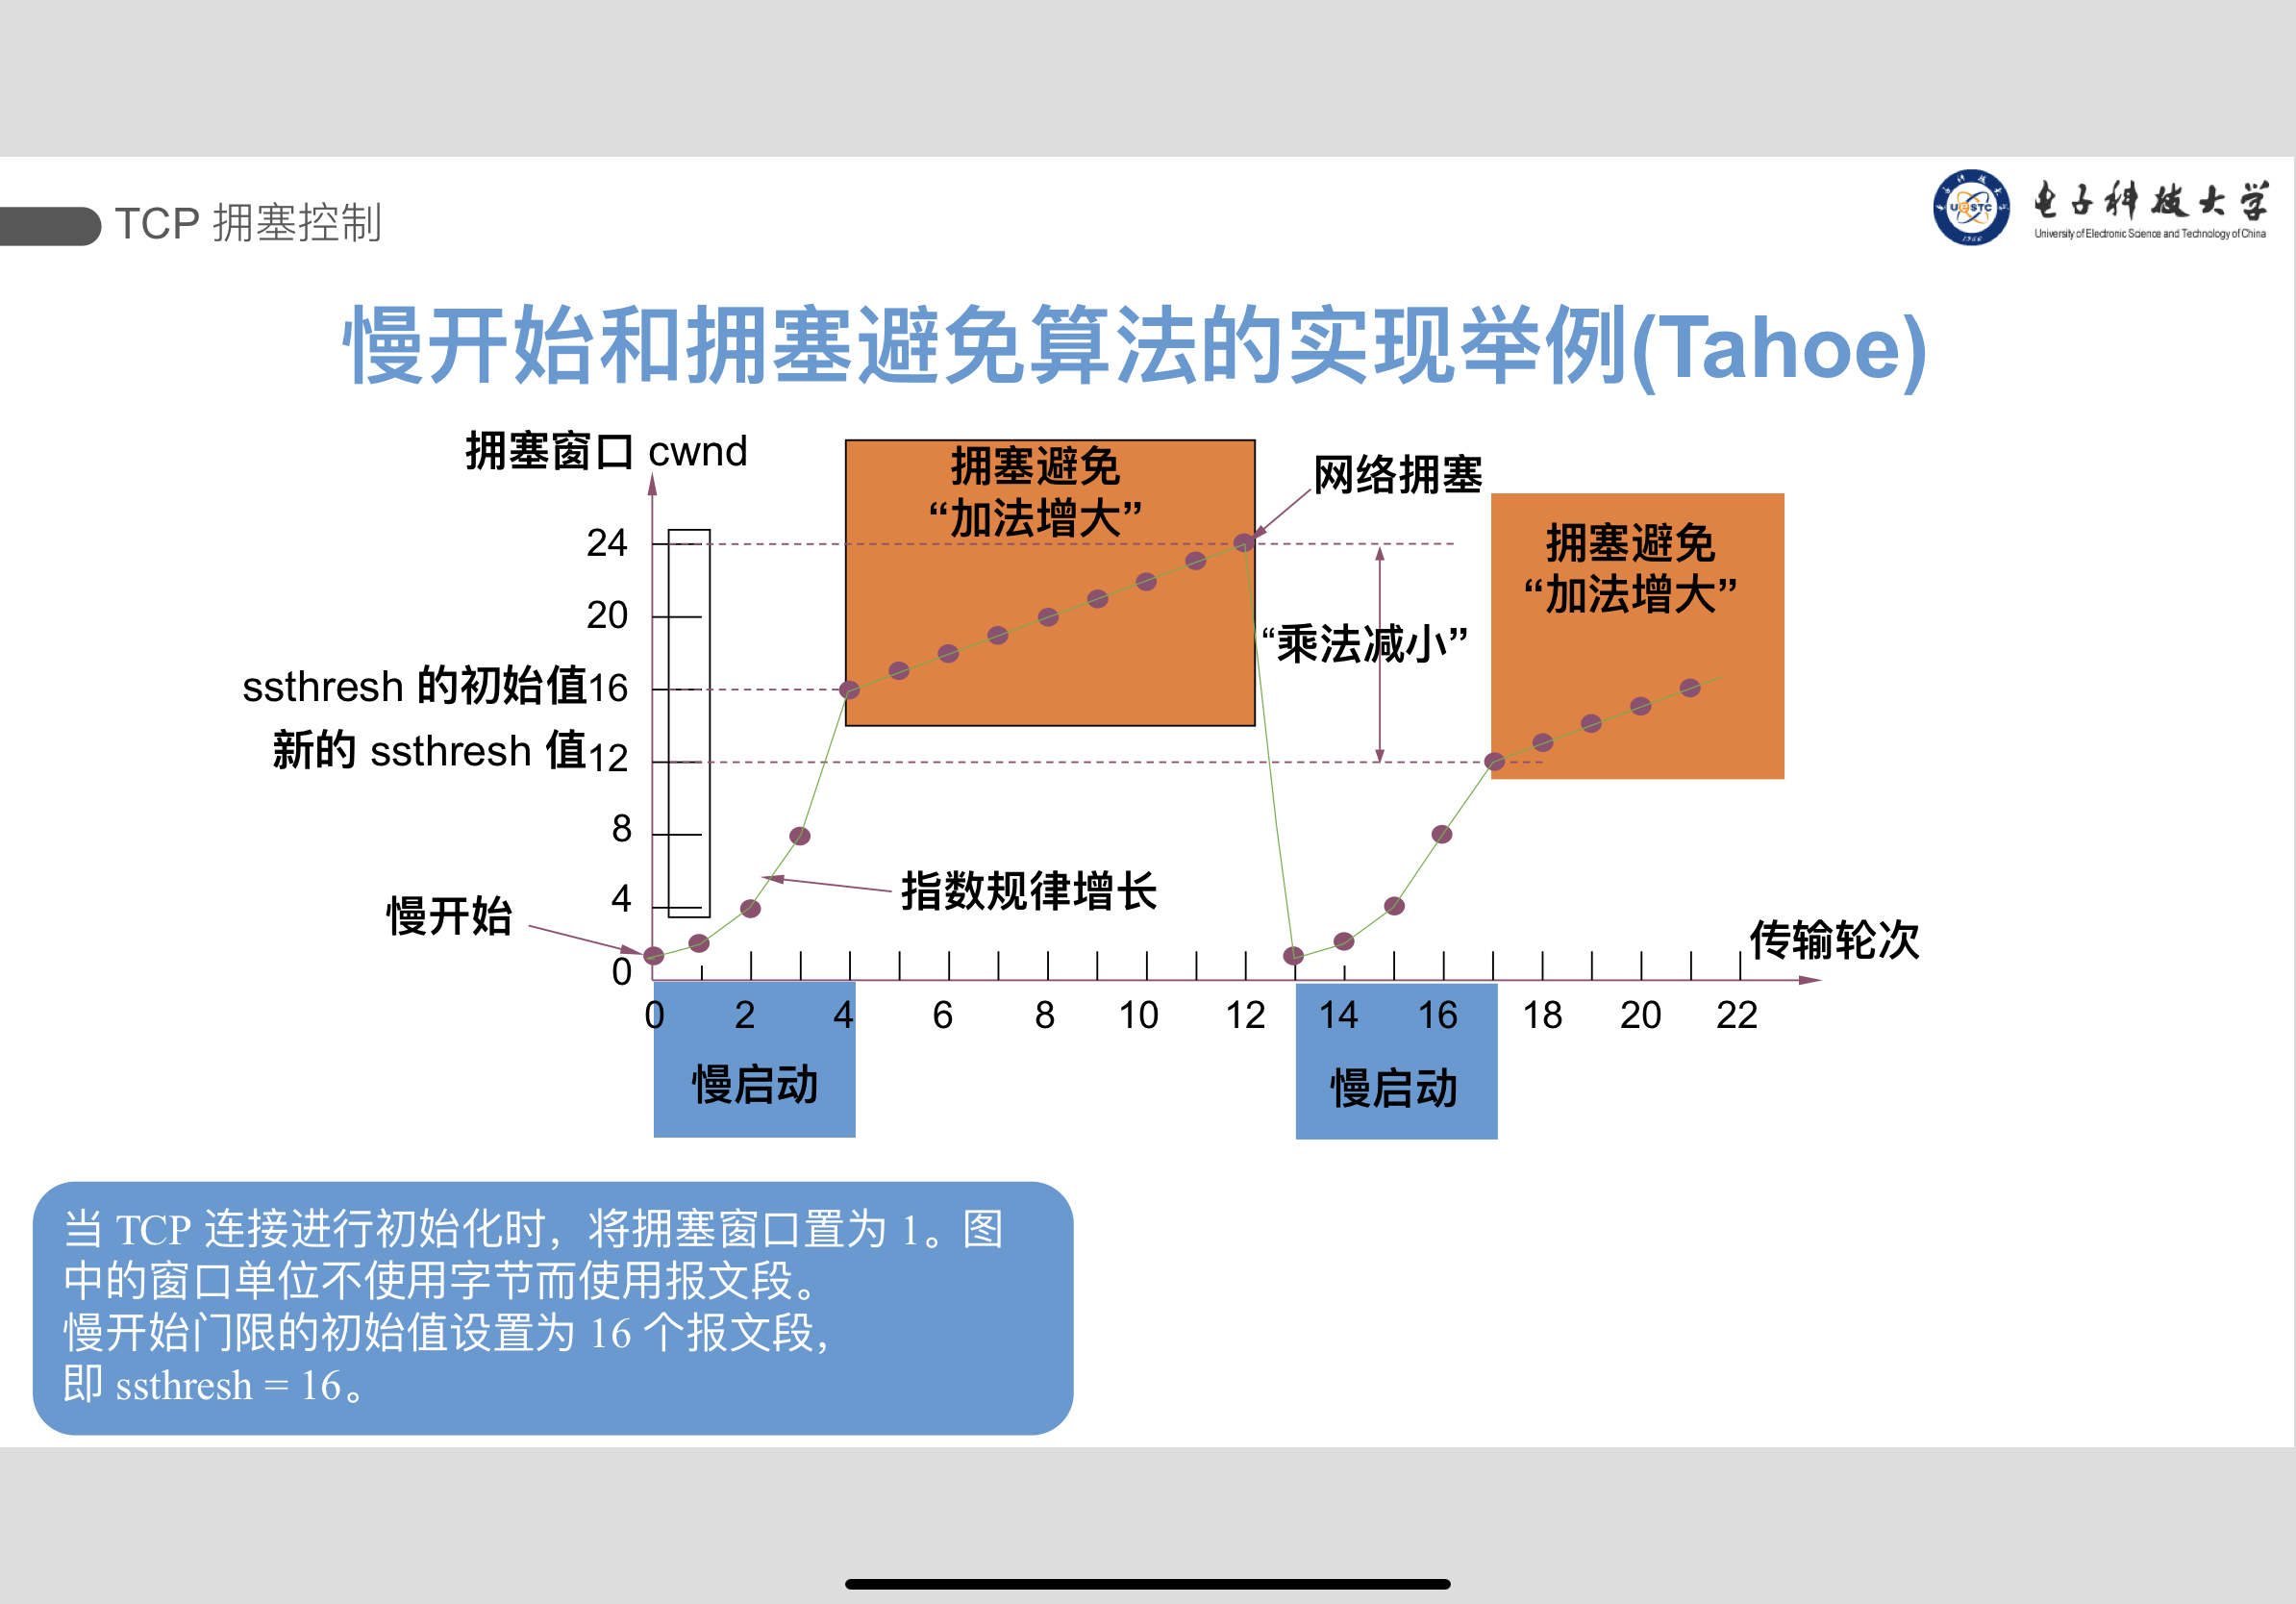 TCP 拥塞控制
电子科技大学
University of Electronic Science and Technology of China
UESTC
1956
慢开始和拥塞避免算法的实现举例(Tahoe)
拥塞窗口 cwnd
拥塞避免
“加法增大”
网络拥塞
拥塞避免
“加法增大”
24
20
“乘法减小”
ssthresh 的初始值16
新的 ssthresh 值12
8
4
指数规律增长
慢开始
传输轮次
0
0 2 4 6 8 10 12 14 16 18 20 22
慢启动
慢启动
当 TCP 连接进行初始化时，将拥塞窗口置为 1。图
中的窗口单位不使用字节而使用报文段。
慢开始门限的初始值设置为 16 个报文段，
即 ssthresh = 16。